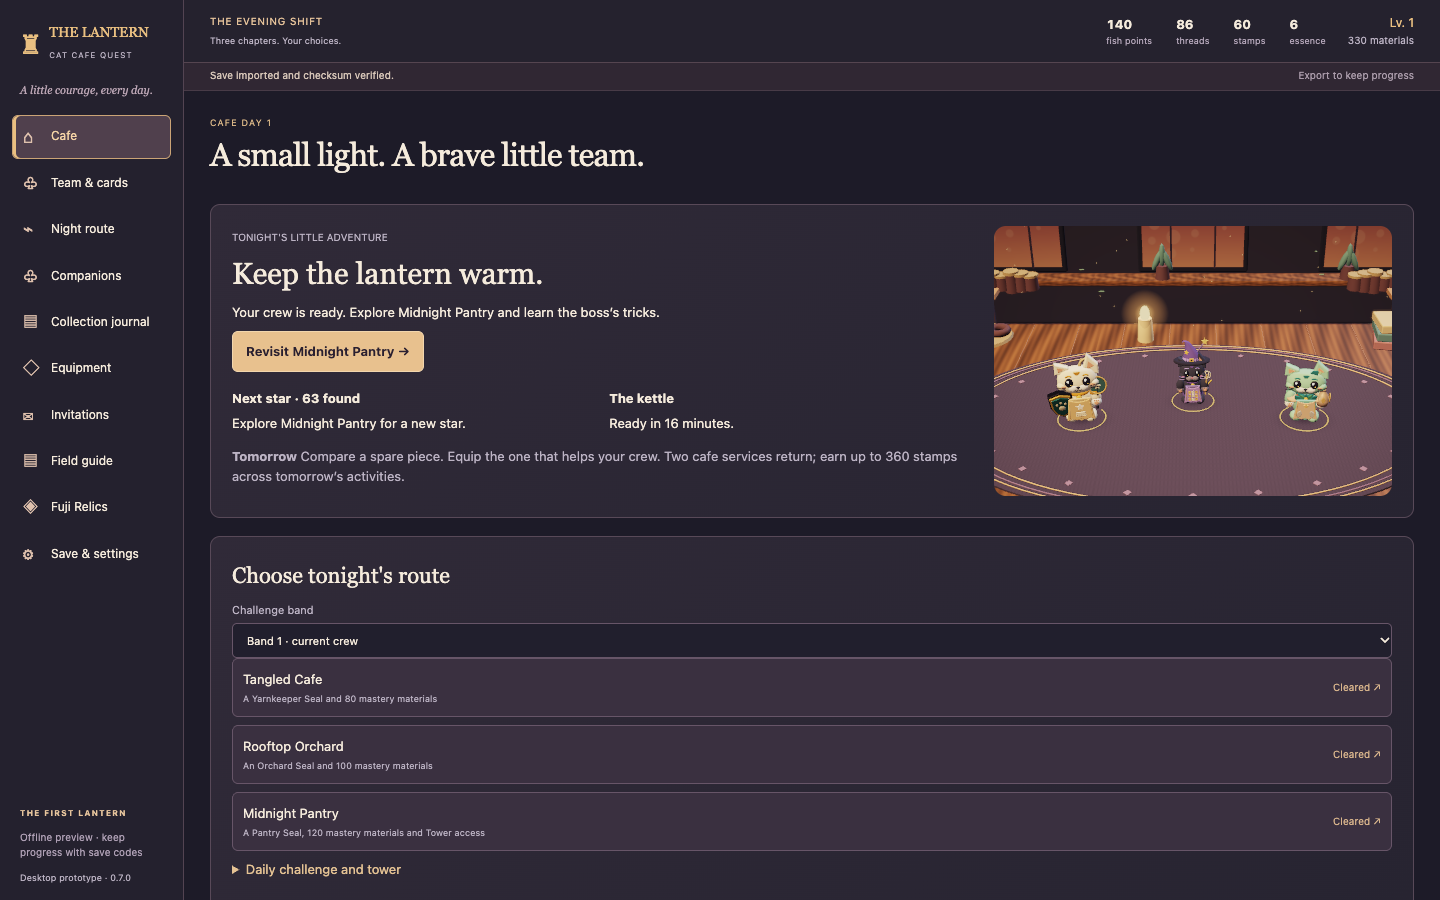 THE LANTERN
CAT CAFE QUEST
A little courage, every day.
Cafe
Team & cards
Night route
Companions
Collection journal
Equipment
Invitations
Field guide
Fuji Relics
Save & settings
THE FIRST LANTERN
Offline preview · keep
progress with save codes
Desktop prototype · 0.7.0
THE EVENING SHIFT
Three chapters. Your choices.
140
fish points
86
threads
60
stamps
6
essence
Lv. 1
330 materials
Save imported and checksum verified.
Export to keep progress
CAFE DAY 1
A small light. A brave little team.
TONIGHT'S LITTLE ADVENTURE
Keep the lantern warm.
Your crew is ready. Explore Midnight Pantry and learn the boss’s tricks.
Revisit Midnight Pantry →
Next star · 63 found
Explore Midnight Pantry for a new star.
The kettle
Ready in 16 minutes.
Tomorrow Compare a spare piece. Equip the one that helps your crew. Two cafe services return; earn up to 360 stamps
across tomorrow’s activities.
Choose tonight's route
Challenge band
Band 1 · current crew
Tangled Cafe
A Yarnkeeper Seal and 80 mastery materials
Cleared ↗
Rooftop Orchard
An Orchard Seal and 100 mastery materials
Cleared ↗
Midnight Pantry
A Pantry Seal, 120 mastery materials and Tower access
Cleared ↗
Daily challenge and tower